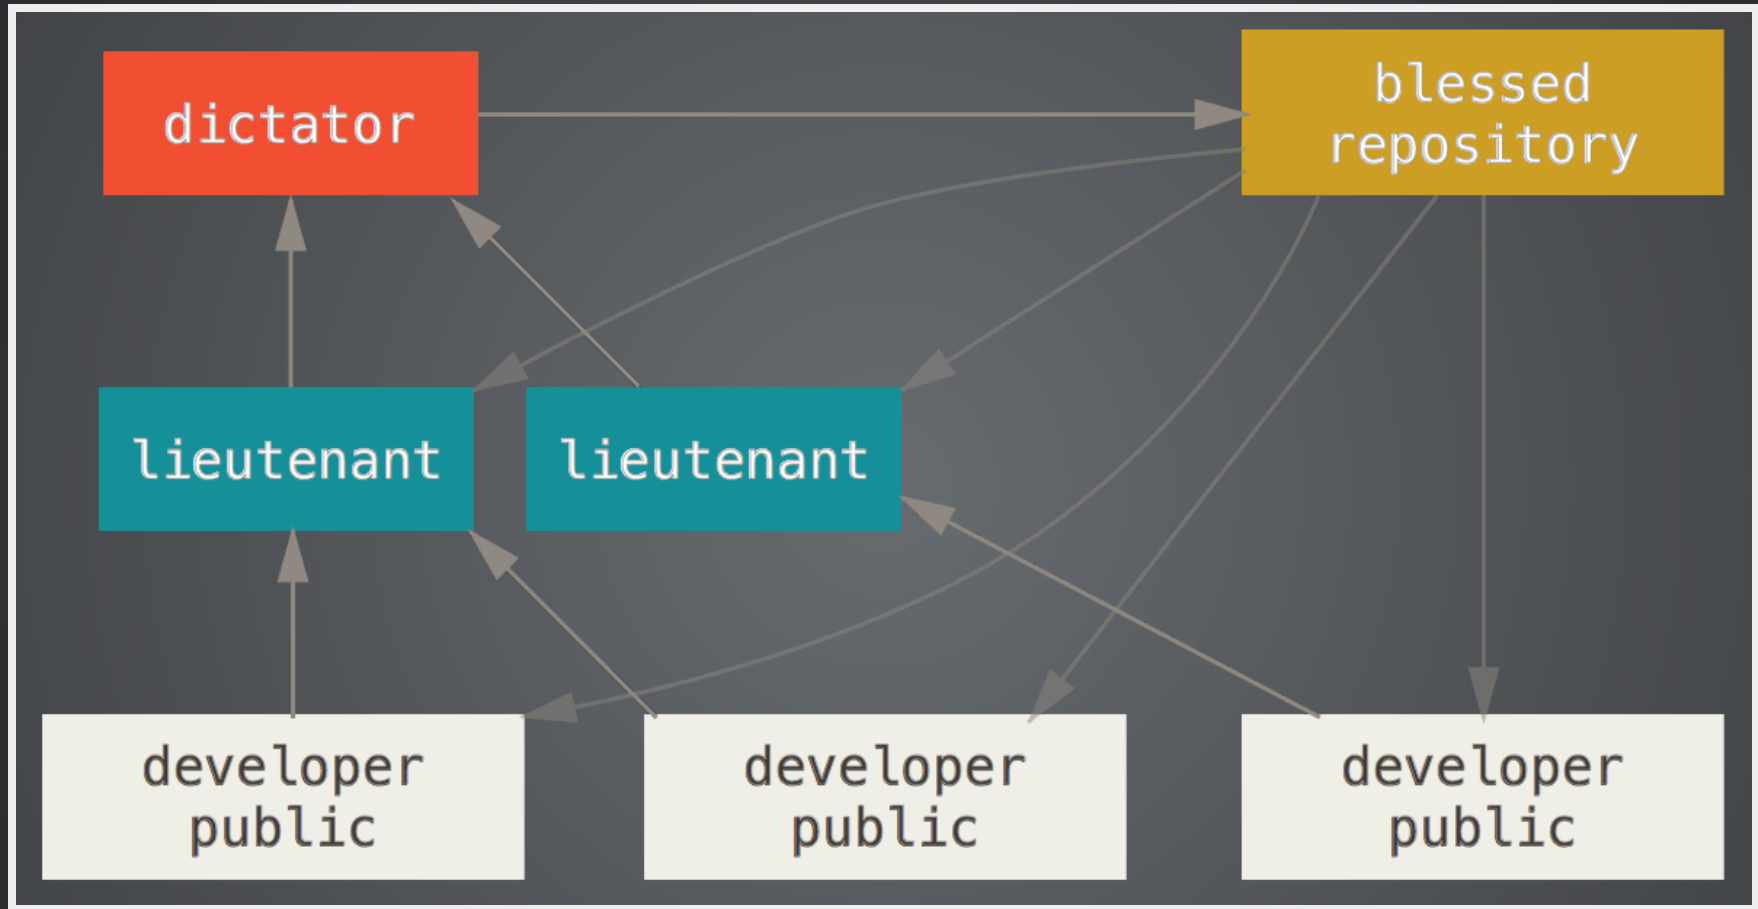 dictator
blessed
repository
lieutenant
lieutenant
developer
public
developer
public
developer
public